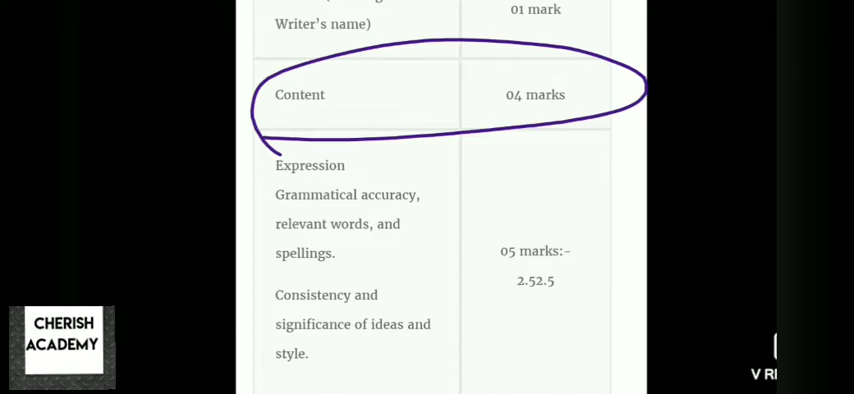 01 mark
Writer's name)
Content
04 marks
Expression
Grammatical accuracy,
relevant words, and
spellings.
05 marks:-
2.52.5
Consistency and
significance of ideas and
style.
CHERISH
ACADEMY